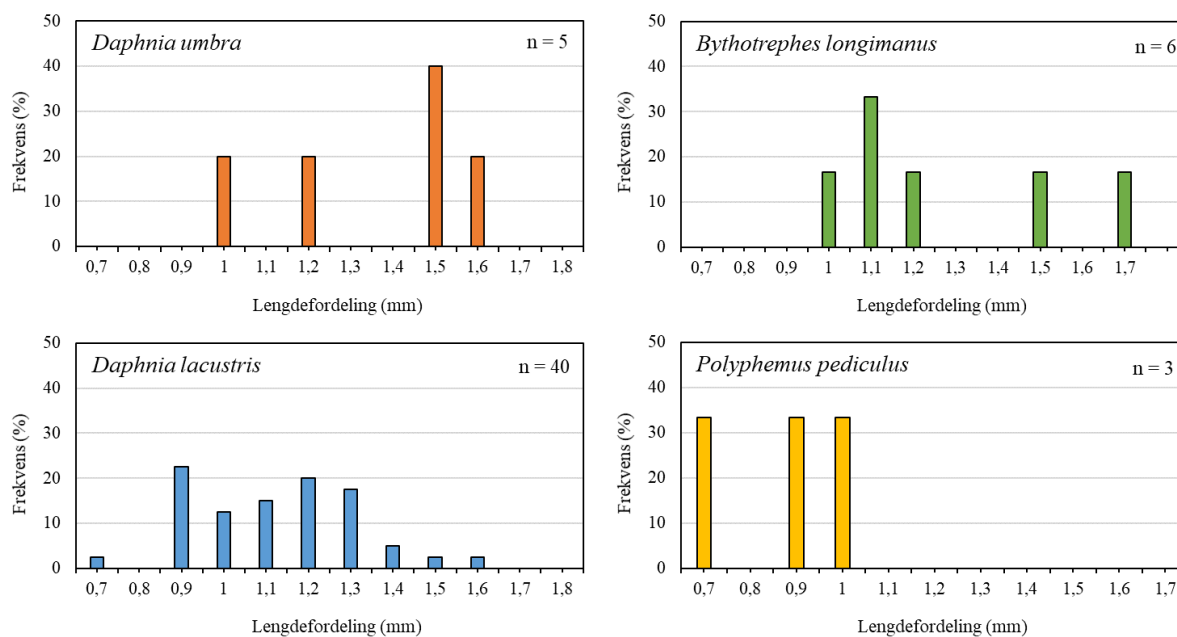 Daphnia umbra
n = 5
50
40
30
20
10
0
Frekvens (%)
0,7 0,8 0,9 1 1,1 1,2 1,3 1,4 1,5 1,6 1,7 1,8
Lengdefordeling (mm)
Bythotrephes longimanus
n = 6
50
40
30
20
10
0
Frekvens (%)
0,7 0,8 0,9 1 1,1 1,2 1,3 1,4 1,5 1,6 1,7
Lengdefordeling (mm)
Daphnia lacustris
n = 40
50
40
30
20
10
0
Frekvens (%)
0,7 0,8 0,9 1 1,1 1,2 1,3 1,4 1,5 1,6 1,7 1,8
Lengdefordeling (mm)
Polyphemus pediculus
n = 3
50
40
30
20
10
0
Frekvens (%)
0,7 0,8 0,9 1 1,1 1,2 1,3 1,4 1,5 1,6 1,7
Lengdefordeling (mm)